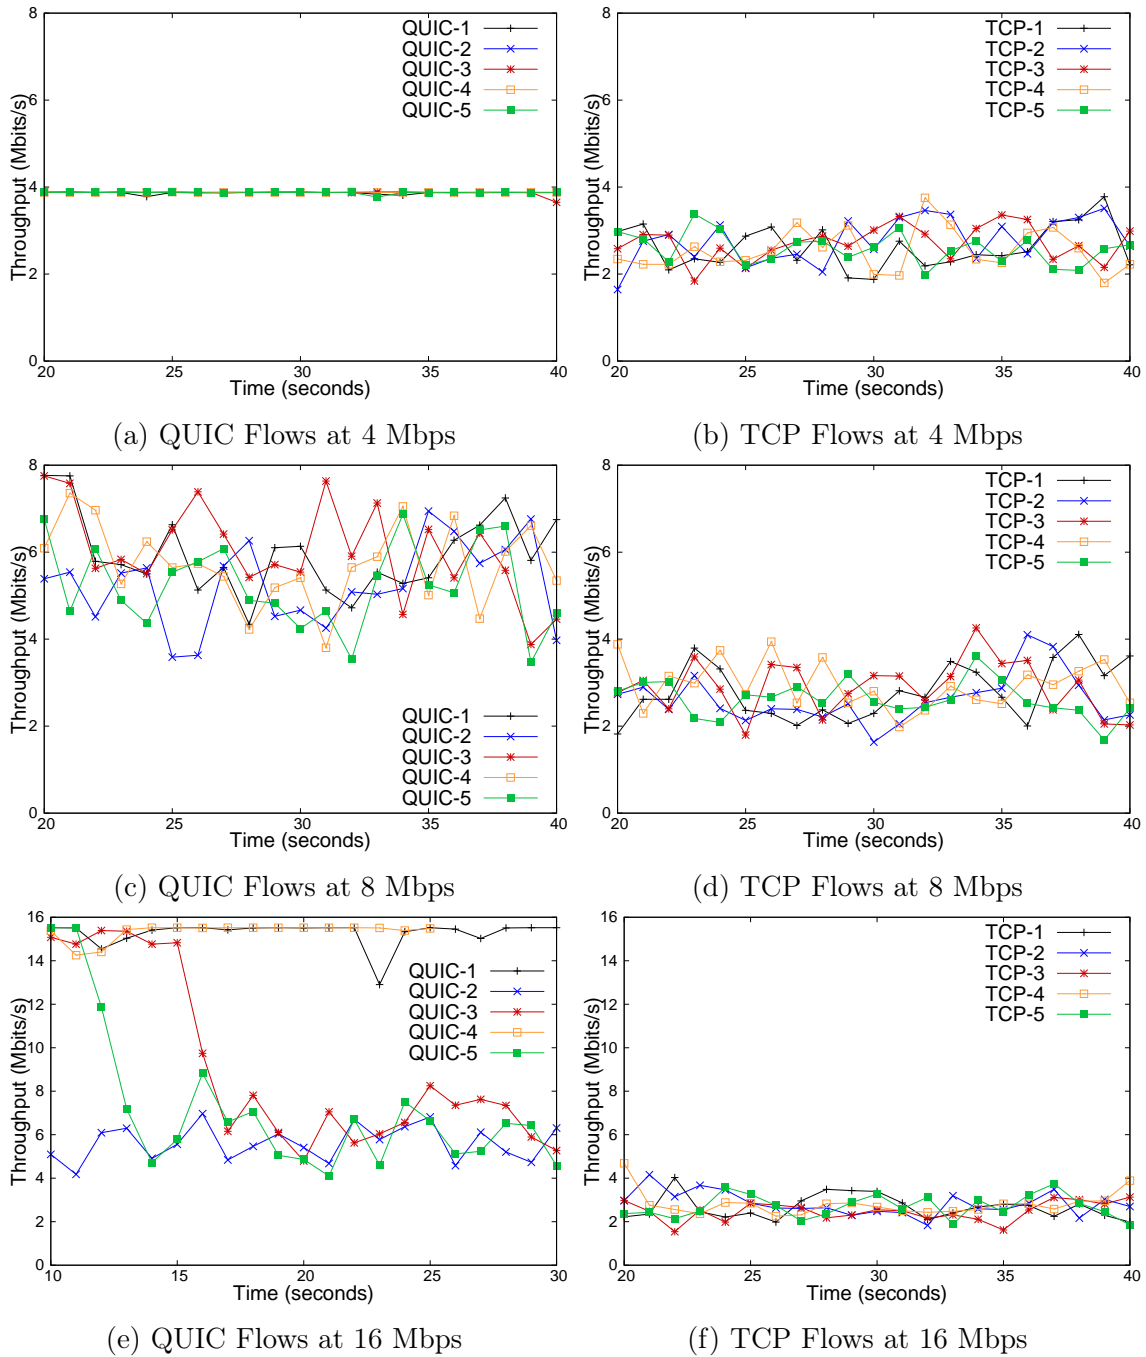 8
6
4
2
0
20
25
30
35
40
Throughput (Mbits/s)
Time (seconds)
QUIC-1
QUIC-2
QUIC-3
QUIC-4
QUIC-5
(a) QUIC Flows at 4 Mbps
8
6
4
2
0
20
25
30
35
40
Throughput (Mbits/s)
Time (seconds)
TCP-1
TCP-2
TCP-3
TCP-4
TCP-5
(b) TCP Flows at 4 Mbps
8
6
4
2
0
20
25
30
35
40
Throughput (Mbits/s)
Time (seconds)
QUIC-1
QUIC-2
QUIC-3
QUIC-4
QUIC-5
(c) QUIC Flows at 8 Mbps
8
6
4
2
0
20
25
30
35
40
Throughput (Mbits/s)
Time (seconds)
TCP-1
TCP-2
TCP-3
TCP-4
TCP-5
(d) TCP Flows at 8 Mbps
16
14
12
10
8
6
4
2
0
10
15
20
25
30
Throughput (Mbits/s)
Time (seconds)
QUIC-1
QUIC-2
QUIC-3
QUIC-4
QUIC-5
(e) QUIC Flows at 16 Mbps
16
14
12
10
8
6
4
2
0
20
25
30
35
40
Throughput (Mbits/s)
Time (seconds)
TCP-1
TCP-2
TCP-3
TCP-4
TCP-5
(f) TCP Flows at 16 Mbps